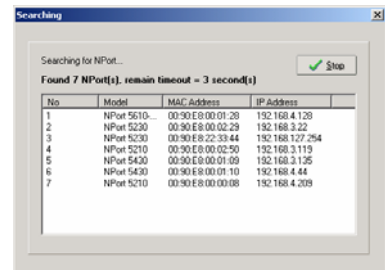 Searching
Searching for NPort...
Stop
Found 7 NPort(s), remain timeout = 3 second(s)
No Model MAC Address IP Address
1 NPort 5610-... 00:90:E8:00:01:28 192.168.4.128
2 NPort 5230 00:90:E8:00:02:29 192.168.3.22
3 NPort 5230 00:90:E8:22:33:44 192.168.127.254
4 NPort 5210 00:90:E8:00:02:50 192.168.3.119
5 NPort 5430 00:90:E8:00:01:09 192.168.3.135
6 NPort 5430 00:90:E8:00:01:10 192.168.4.44
7 NPort 5210 00:90:E8:00:00:08 192.168.4.209